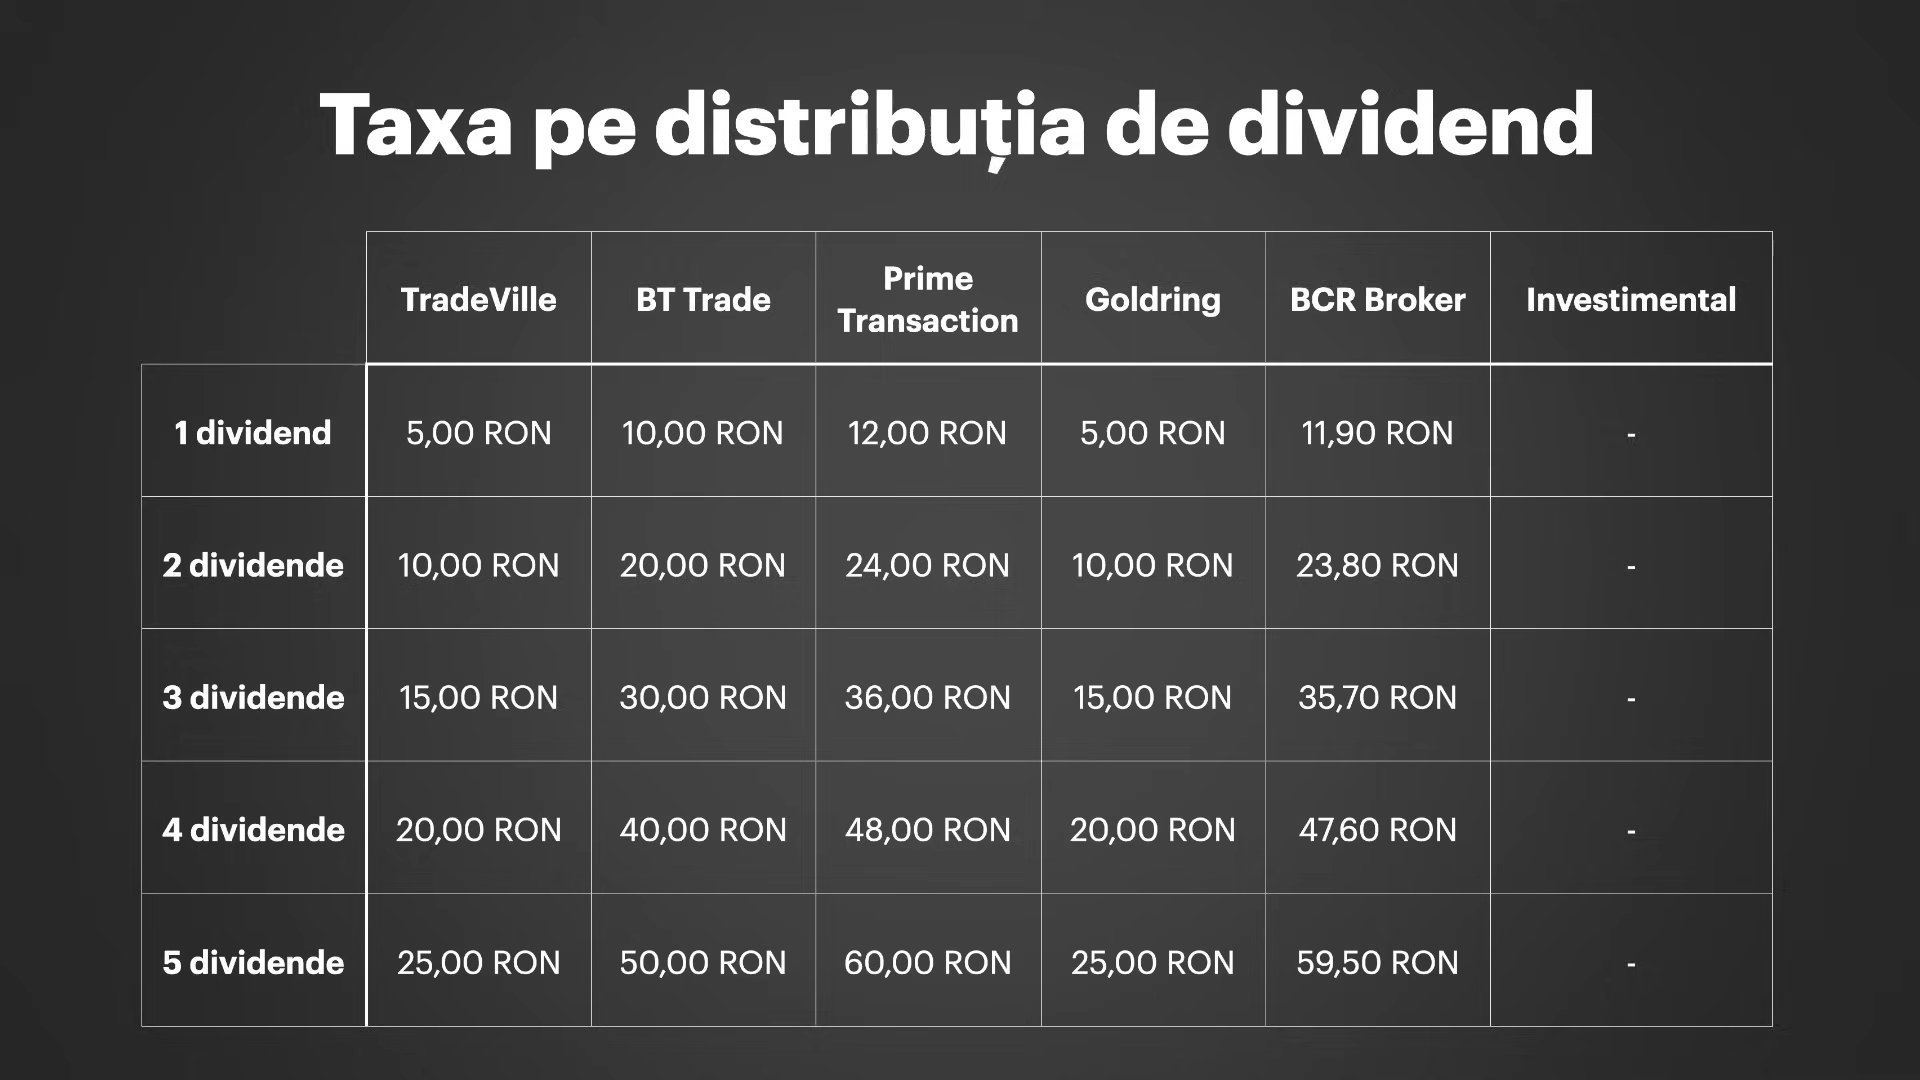 Taxa pe distribuția de dividend
TradeVille BT Trade Prime Transaction Goldring BCR Broker Investimental
1 dividend 5,00 RON 10,00 RON 12,00 RON 5,00 RON 11,90 RON -
2 dividende 10,00 RON 20,00 RON 24,00 RON 10,00 RON 23,80 RON -
3 dividende 15,00 RON 30,00 RON 36,00 RON 15,00 RON 35,70 RON -
4 dividende 20,00 RON 40,00 RON 48,00 RON 20,00 RON 47,60 RON -
5 dividende 25,00 RON 50,00 RON 60,00 RON 25,00 RON 59,50 RON -